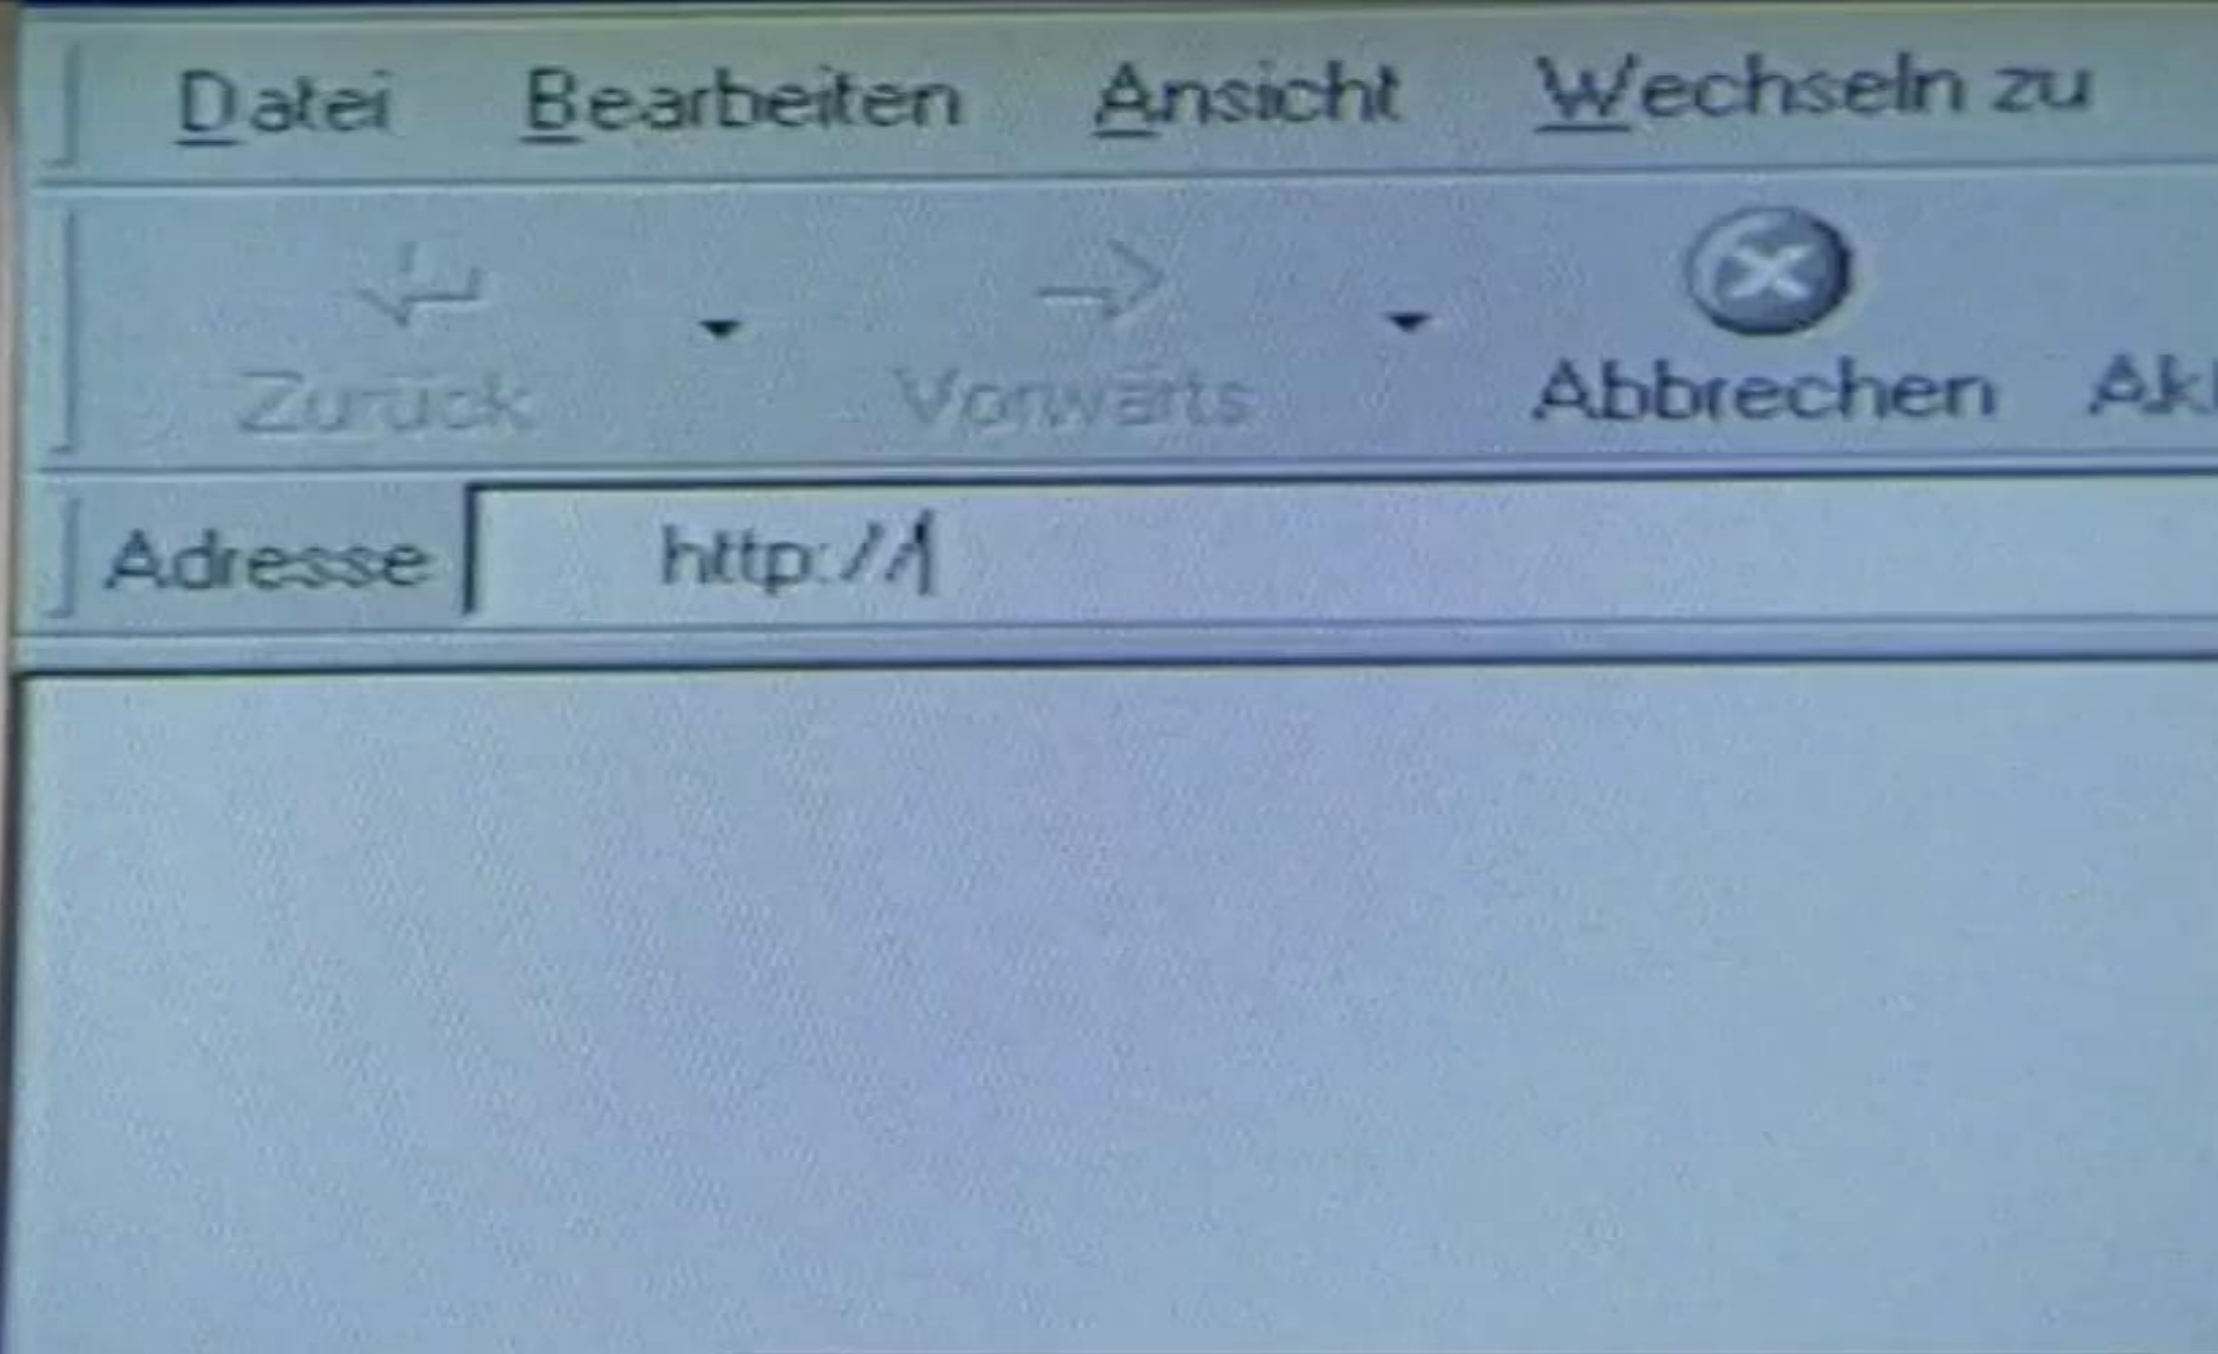 Datei Bearbeiten Ansicht Wechseln zu
Zurück Vorwärts Abbrechen
Adresse http://